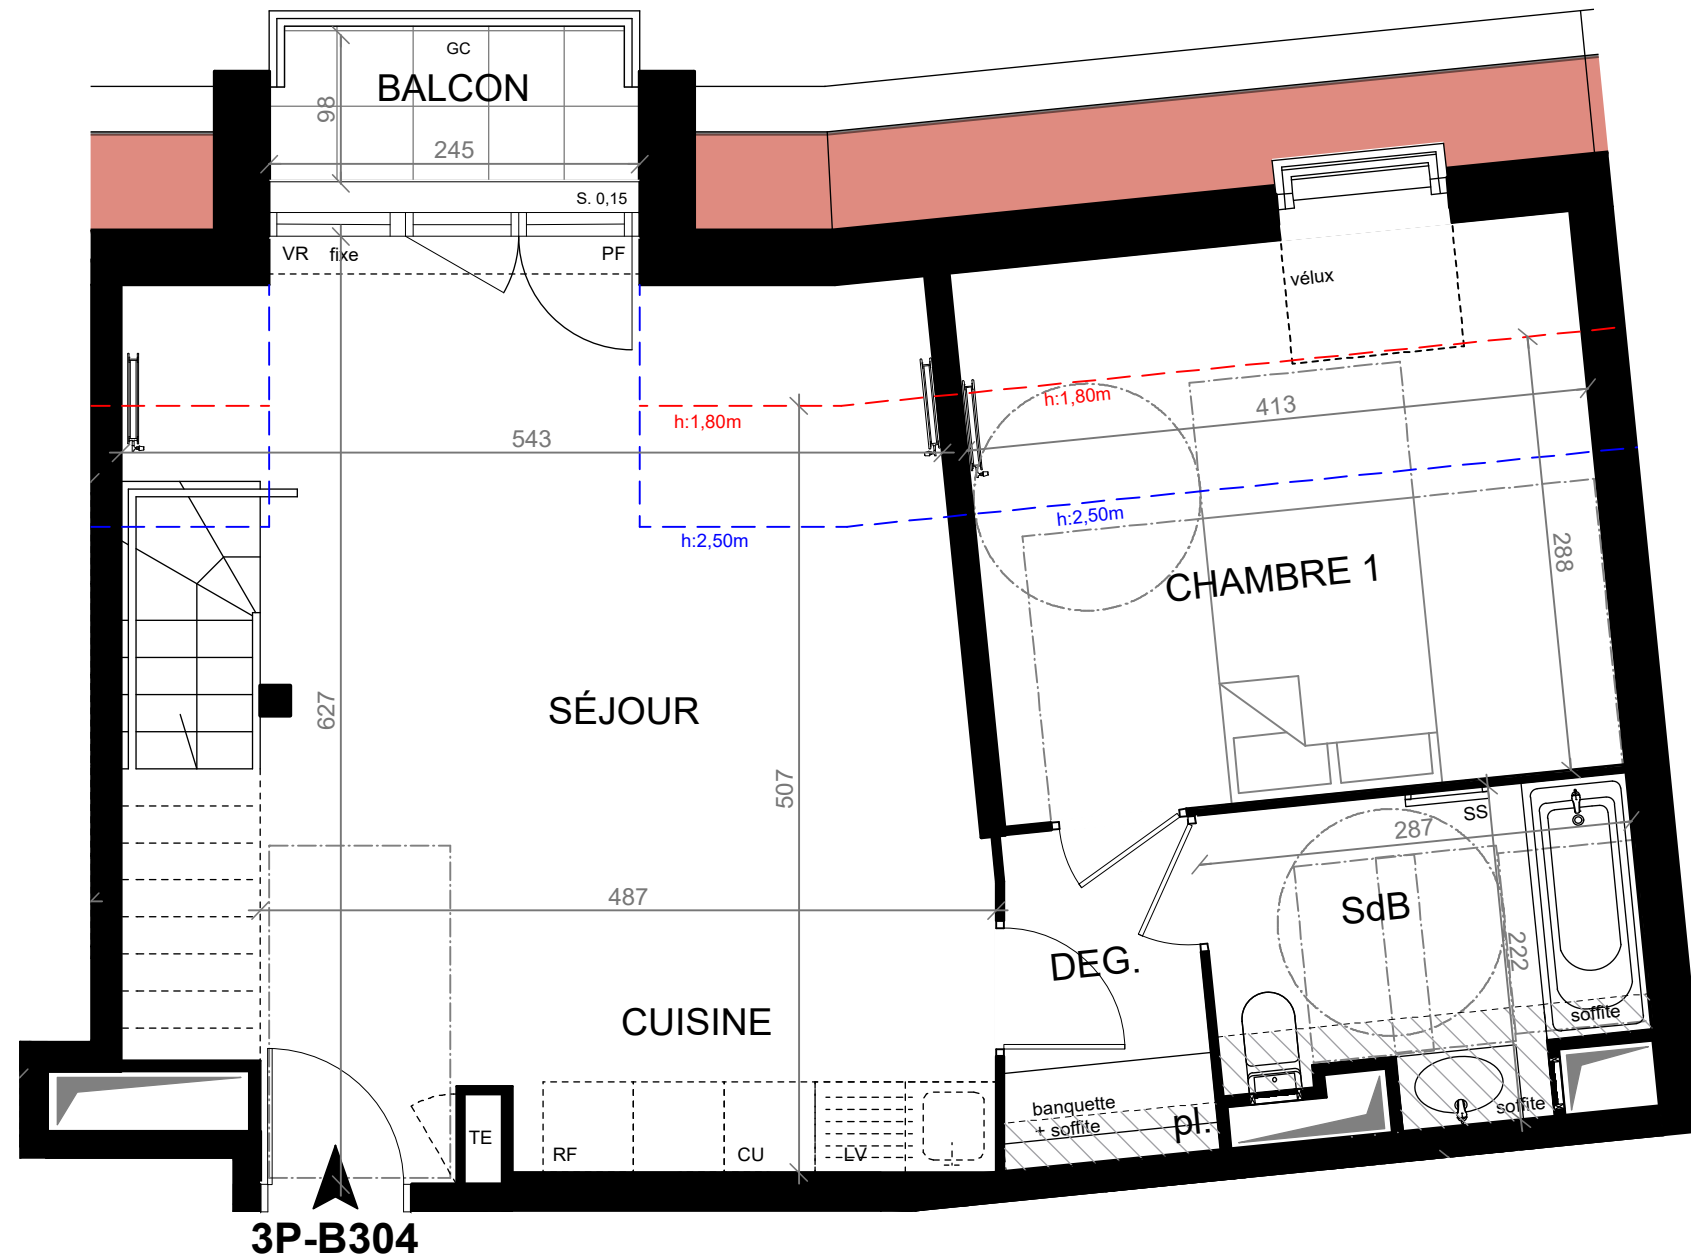 GC
BALCON
98
245
S. 0,15
VR
fixe
PF
vélux
h:1,80m
h:1,80m
413
543
h:2,50m
h:2,50m
288
CHAMBRE 1
SÉJOUR
627
507
SS
287
487
SdB
222
DEG.
CUISINE
soffite
banquette
+ soffite
pl.
soffite
TE
RF
CU
LV
3P-B304